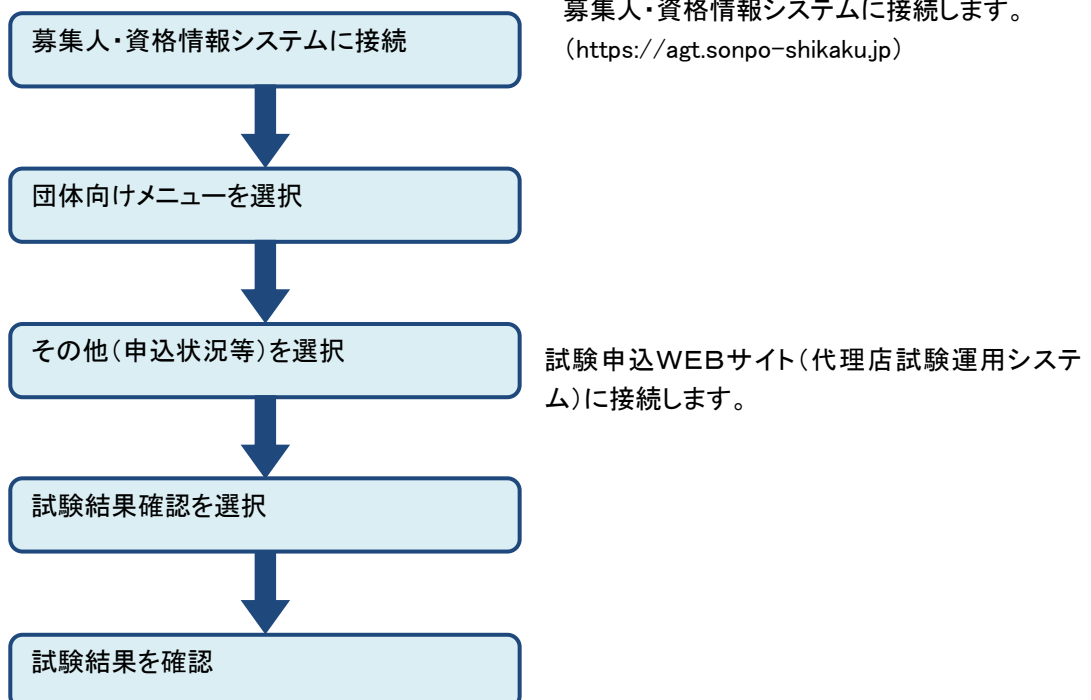 募集人・資格情報システムに接続します。
（https://agt.sonpo-shikaku.jp）
募集人・資格情報システムに接続
団体向けメニューを選択
その他（申込状況等）を選択
試験申込ＷＥＢサイト（代理店試験運用システ
ム）に接続します。
試験結果確認を選択
試験結果を確認